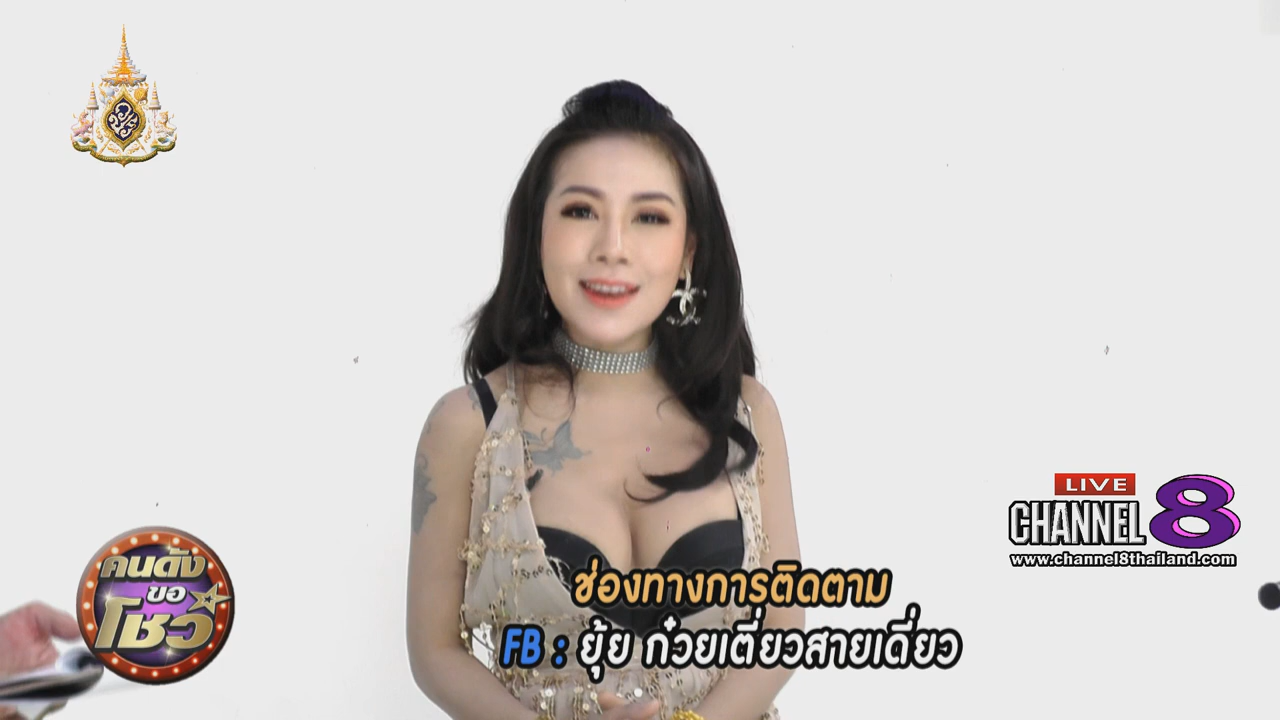 LIVE
CHANNEL 8
www.channel8thailand.com
คนดัง
ขอ
โชว์
ช่องทางการติดตาม
FB : ยุ้ย ก๋วยเตี่ยวสายเดี่ยว